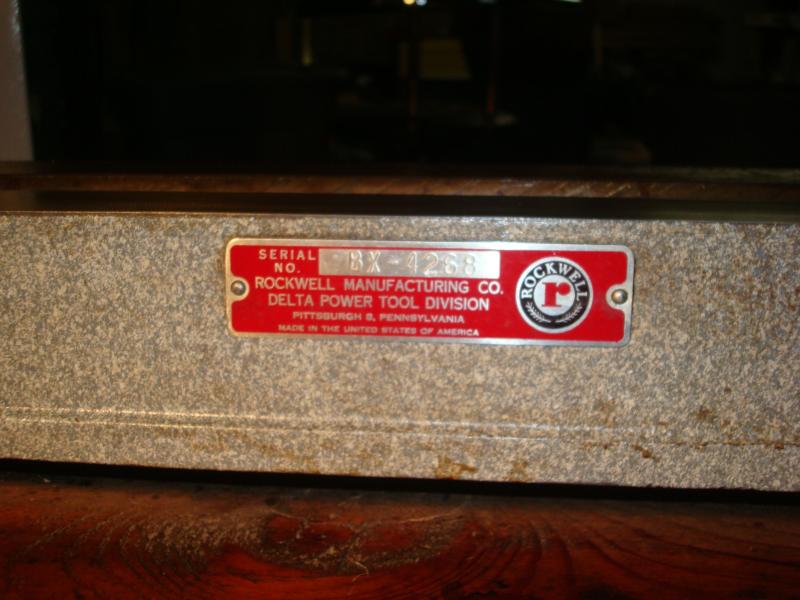 SERIAL
NO. BX-4268
ROCKWELL MANUFACTURING CO.
DELTA POWER TOOL DIVISION
PITTSBURGH 8, PENNSYLVANIA
MADE IN THE UNITED STATES OF AMERICA
ROCKWELL
r